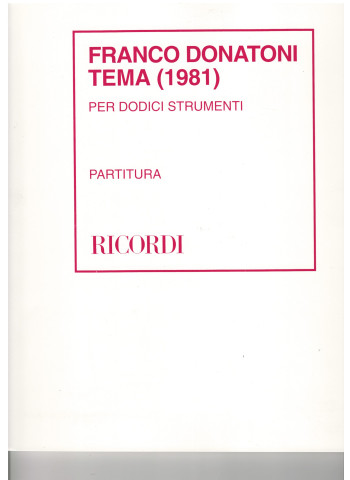 FRANCO DONATONI
TEMA (1981)
PER DODICI STRUMENTI
PARTITURA
RICORDI